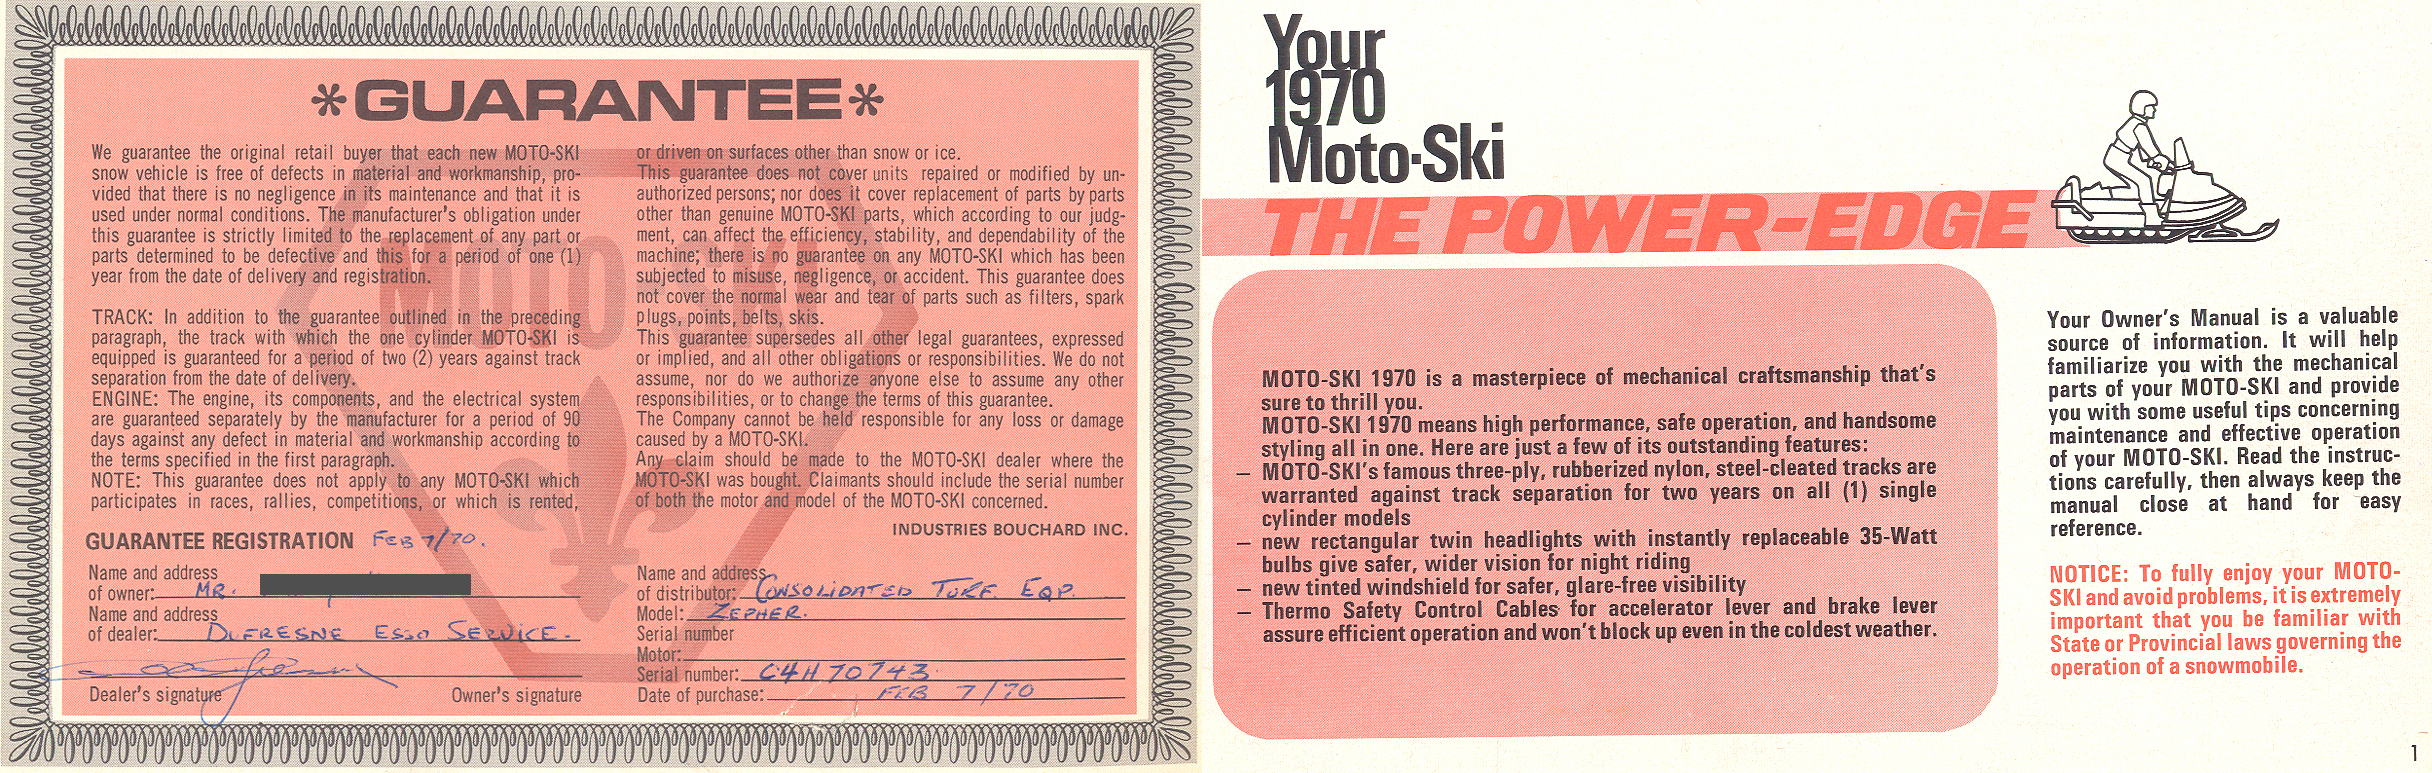 *GUARANTEE*
We guarantee the original retail buyer that each new MOTO-SKI
snow vehicle is free of defects in material and workmanship, pro-
vided that there is no negligence in its maintenance and that it is
used under normal conditions. The manufacturer's obligation under
this guarantee is strictly limited to the replacement of any part or
parts determined to be defective and this for a period of one (1)
year from the date of delivery and registration.
TRACK: In addition to the guarantee outlined in the preceding
paragraph, the track with which the one cylinder MOTO-SKI is
equipped is guaranteed for a period of two (2) years against track
separation from the date of delivery.
ENGINE: The engine, its components, and the electrical system
are guaranteed separately by the manufacturer for a period of 90
days against any defect in material and workmanship according to
the terms specified in the first paragraph.
NOTE: This guarantee does not apply to any MOTO-SKI which
participates in races, rallies, competitions, or which is rented,
or driven on surfaces other than snow or ice.
This guarantee does not cover units repaired or modified by un-
authorized persons; nor does it cover replacement of parts by parts
other than genuine MOTO-SKI parts, which according to our judg-
ment, can affect the efficiency, stability, and dependability of the
machine; there is no guarantee on any MOTO-SKI which has been
subjected to misuse, negligence, or accident. This guarantee does
not cover the normal wear and tear of parts such as filters, spark
plugs, points, belts, skis.
This guarantee supersedes all other legal guarantees, expressed
or implied, and all other obligations or responsibilities. We do not
assume, nor do we authorize anyone else to assume any other
responsibilities, or to change the terms of this guarantee.
The Company cannot be held responsible for any loss or damage
caused by a MOTO-SKI.
Any claim should be made to the MOTO-SKI dealer where the
MOTO-SKI was bought. Claimants should include the serial number
of both the motor and model of the MOTO-SKI concerned.
INDUSTRIES BOUCHARD INC.
MOTO-SKI
GUARANTEE REGISTRATION FEB 7/70.
Name and address
of owner: MR.
Name and address
of dealer: DUFRESNE ESSO SERVICE.
Dealer's signature Owner's signature
Name and address
of distributor: CONSOLIDATED TURF EQP.
Model: ZEPHER.
Serial number
Motor:
Serial number: C4H70743
Date of purchase: FEB 7/70
Your
1970
Moto-Ski
THE POWER-EDGE
MOTO-SKI 1970 is a masterpiece of mechanical craftsmanship that's
sure to thrill you.
MOTO-SKI 1970 means high performance, safe operation, and handsome
styling all in one. Here are just a few of its outstanding features:
– MOTO-SKI's famous three-ply, rubberized nylon, steel-cleated tracks are
warranted against track separation for two years on all (1) single
cylinder models
– new rectangular twin headlights with instantly replaceable 35-Watt
bulbs give safer, wider vision for night riding
– new tinted windshield for safer, glare-free visibility
– Thermo Safety Control Cables for accelerator lever and brake lever
assure efficient operation and won't block up even in the coldest weather.
Your Owner's Manual is a valuable
source of information. It will help
familiarize you with the mechanical
parts of your MOTO-SKI and provide
you with some useful tips concerning
maintenance and effective operation
of your MOTO-SKI. Read the instruc-
tions carefully, then always keep the
manual close at hand for easy
reference.
NOTICE: To fully enjoy your MOTO-
SKI and avoid problems, it is extremely
important that you be familiar with
State or Provincial laws governing the
operation of a snowmobile.
1